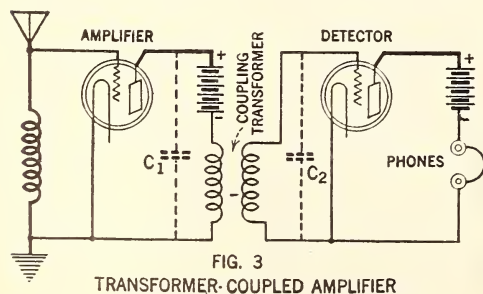 AMPLIFIER
DETECTOR
+
+
COUPLING
TRANSFORMER
C1
C2
PHONES
-
-
FIG. 3
TRANSFORMER-COUPLED AMPLIFIER